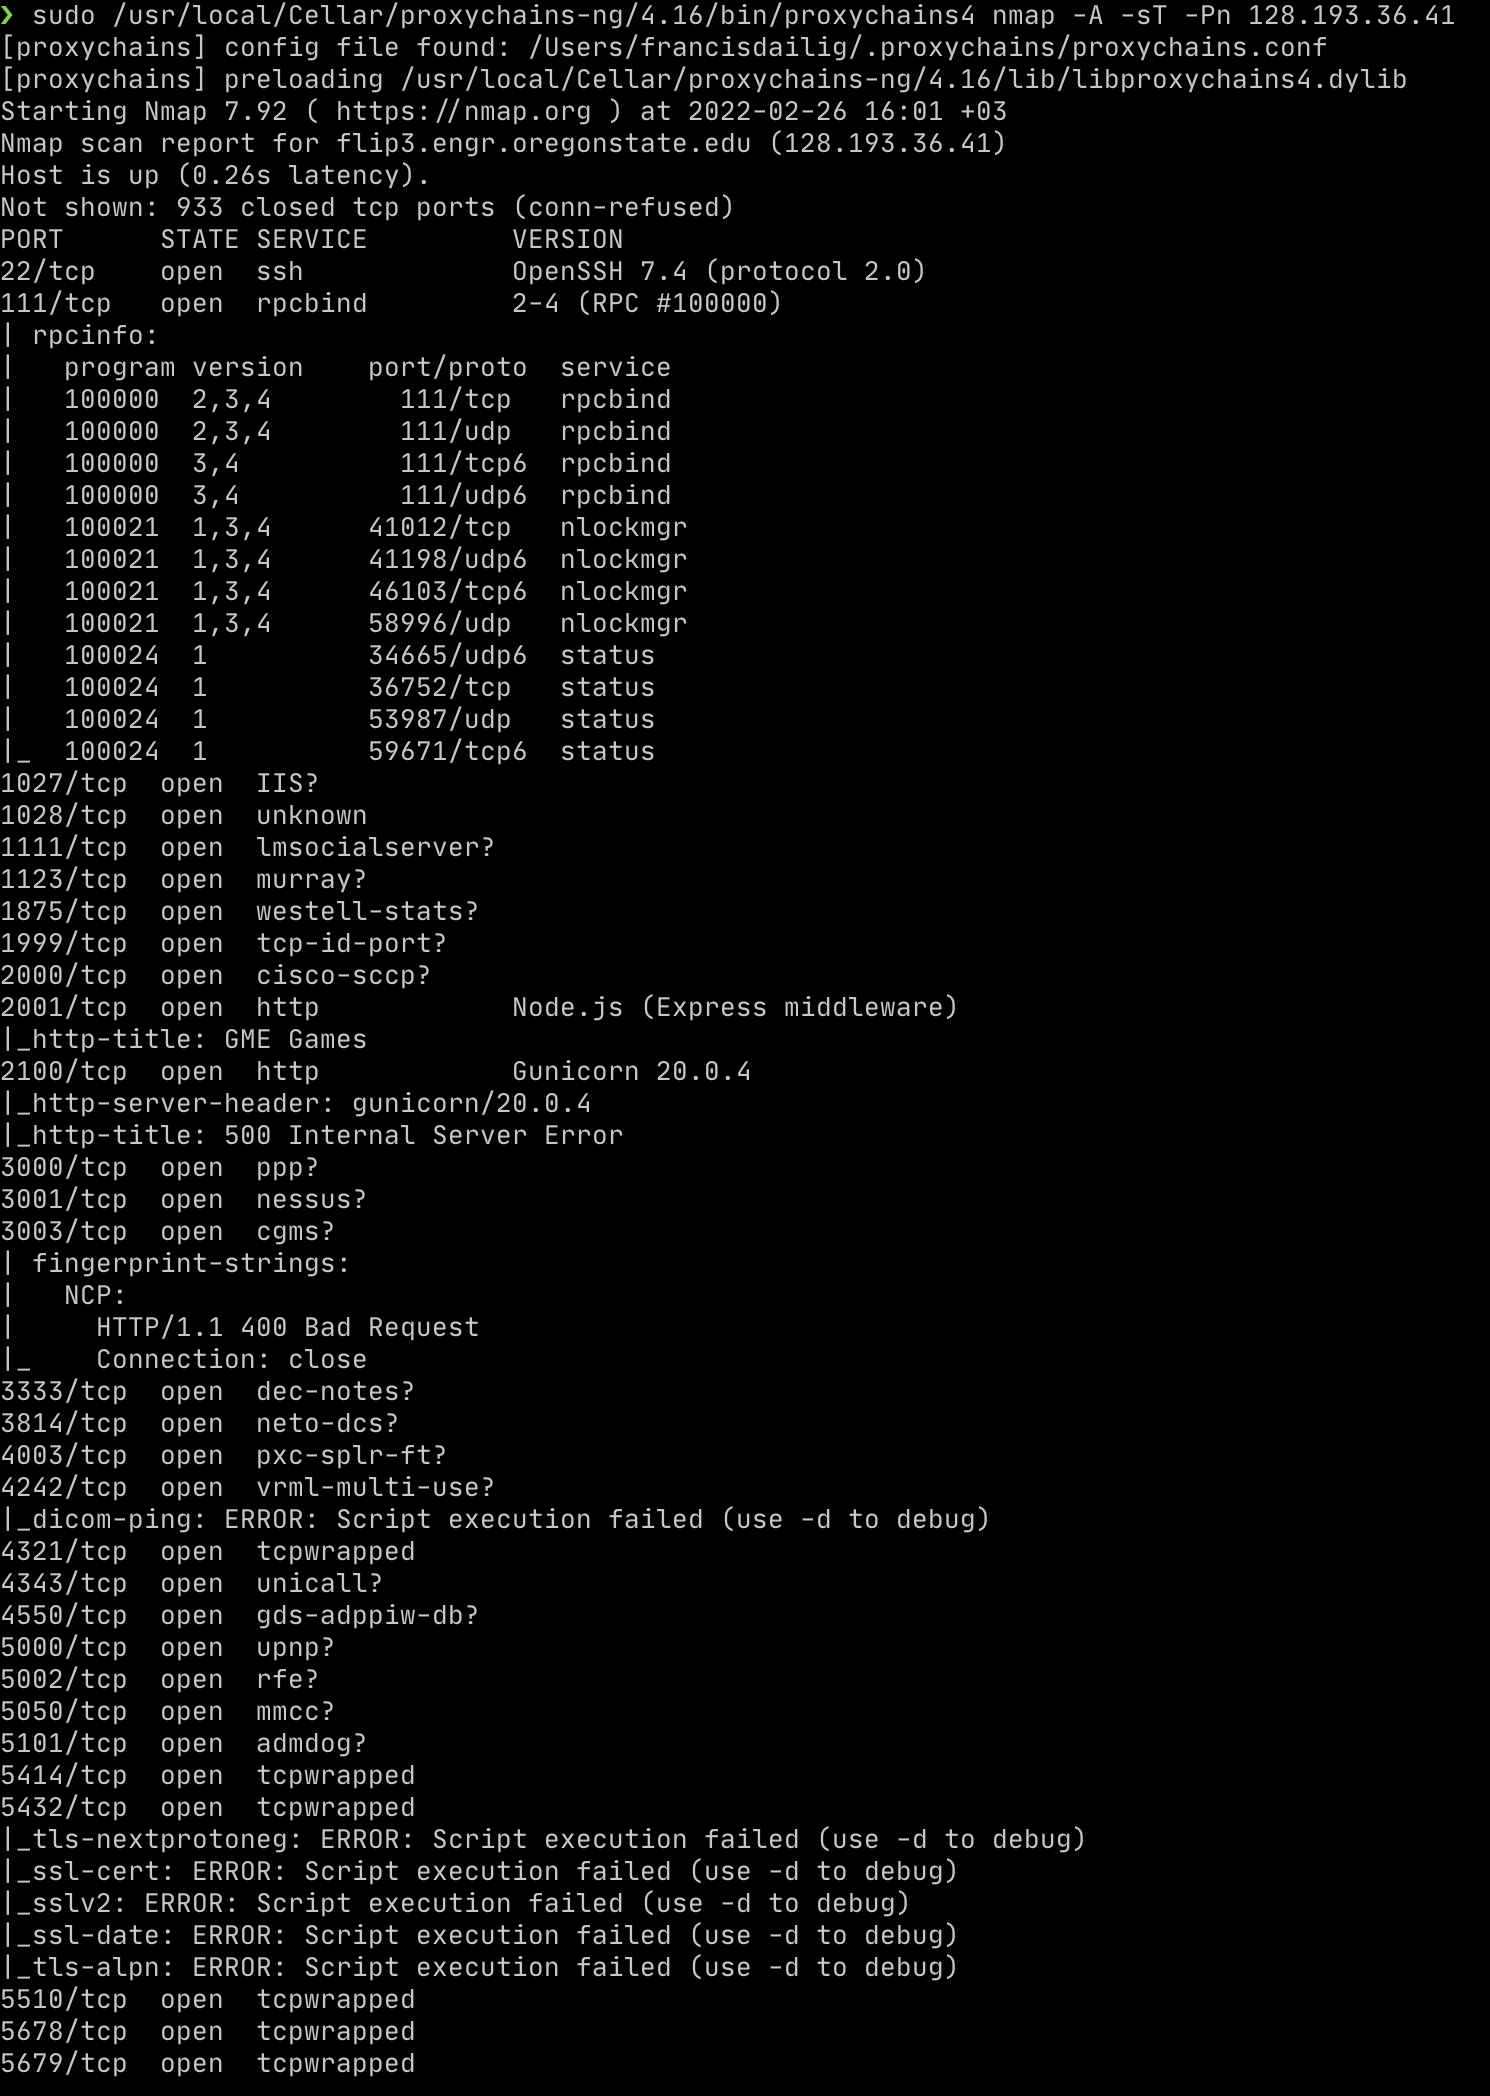 ❯ sudo /usr/local/Cellar/proxychains-ng/4.16/bin/proxychains4 nmap -A -sT -Pn 128.193.36.41
[proxychains] config file found: /Users/francisdailig/.proxychains/proxychains.conf
[proxychains] preloading /usr/local/Cellar/proxychains-ng/4.16/lib/libproxychains4.dylib
Starting Nmap 7.92 ( https://nmap.org ) at 2022-02-26 16:01 +03
Nmap scan report for flip3.engr.oregonstate.edu (128.193.36.41)
Host is up (0.26s latency).
Not shown: 933 closed tcp ports (conn-refused)
PORT      STATE SERVICE         VERSION
22/tcp    open  ssh             OpenSSH 7.4 (protocol 2.0)
111/tcp   open  rpcbind         2-4 (RPC #100000)
| rpcinfo:
|   program version    port/proto  service
|   100000  2,3,4        111/tcp   rpcbind
|   100000  2,3,4        111/udp   rpcbind
|   100000  3,4          111/tcp6  rpcbind
|   100000  3,4          111/udp6  rpcbind
|   100021  1,3,4      41012/tcp   nlockmgr
|   100021  1,3,4      41198/udp6  nlockmgr
|   100021  1,3,4      46103/tcp6  nlockmgr
|   100021  1,3,4      58996/udp   nlockmgr
|   100024  1          34665/udp6  status
|   100024  1          36752/tcp   status
|   100024  1          53987/udp   status
|_  100024  1          59671/tcp6  status
1027/tcp  open  IIS?
1028/tcp  open  unknown
1111/tcp  open  lmsocialserver?
1123/tcp  open  murray?
1875/tcp  open  westell-stats?
1999/tcp  open  tcp-id-port?
2000/tcp  open  cisco-sccp?
2001/tcp  open  http            Node.js (Express middleware)
|_http-title: GME Games
2100/tcp  open  http            Gunicorn 20.0.4
|_http-server-header: gunicorn/20.0.4
|_http-title: 500 Internal Server Error
3000/tcp  open  ppp?
3001/tcp  open  nessus?
3003/tcp  open  cgms?
| fingerprint-strings:
|   NCP:
|     HTTP/1.1 400 Bad Request
|_    Connection: close
3333/tcp  open  dec-notes?
3814/tcp  open  neto-dcs?
4003/tcp  open  pxc-splr-ft?
4242/tcp  open  vrml-multi-use?
|_dicom-ping: ERROR: Script execution failed (use -d to debug)
4321/tcp  open  tcpwrapped
4343/tcp  open  unicall?
4550/tcp  open  gds-adppiw-db?
5000/tcp  open  upnp?
5002/tcp  open  rfe?
5050/tcp  open  mmcc?
5101/tcp  open  admdog?
5414/tcp  open  tcpwrapped
5432/tcp  open  tcpwrapped
|_tls-nextprotoneg: ERROR: Script execution failed (use -d to debug)
|_ssl-cert: ERROR: Script execution failed (use -d to debug)
|_sslv2: ERROR: Script execution failed (use -d to debug)
|_ssl-date: ERROR: Script execution failed (use -d to debug)
|_tls-alpn: ERROR: Script execution failed (use -d to debug)
5510/tcp  open  tcpwrapped
5678/tcp  open  tcpwrapped
5679/tcp  open  tcpwrapped